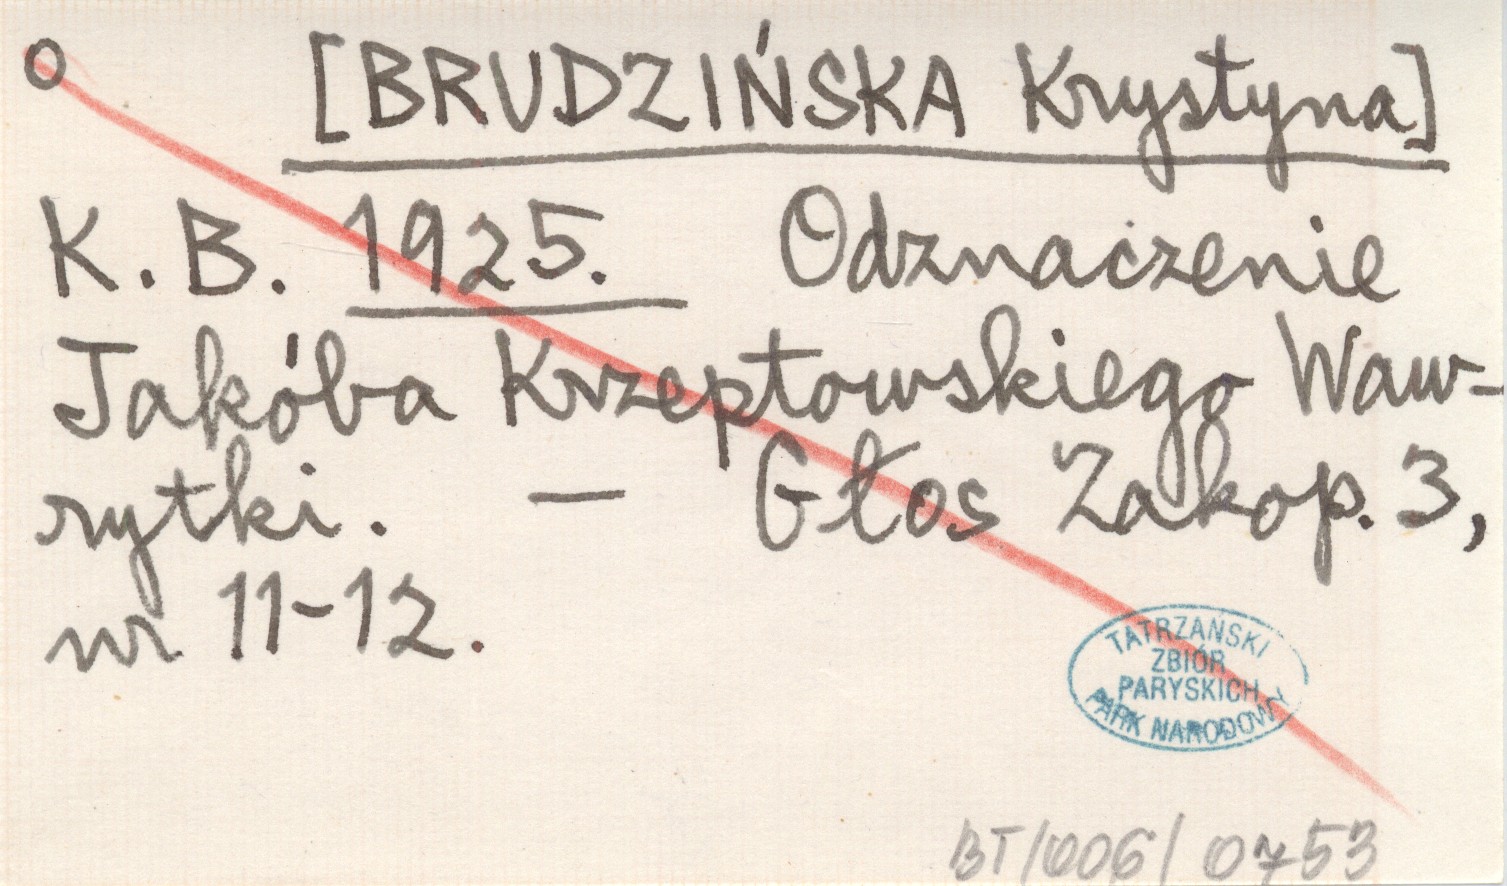 o [BRUDZIŃSKA Krystyna]
K. B. 1925. Odznaczenie
Jakóba Krzeptowskiego Waw-
rytki. — Głos Zakop. 3,
nr 11-12.
TATRZAŃSKI
ZBIÓR
PARYSKICH
PARK NARODOWY
BT/006/0753